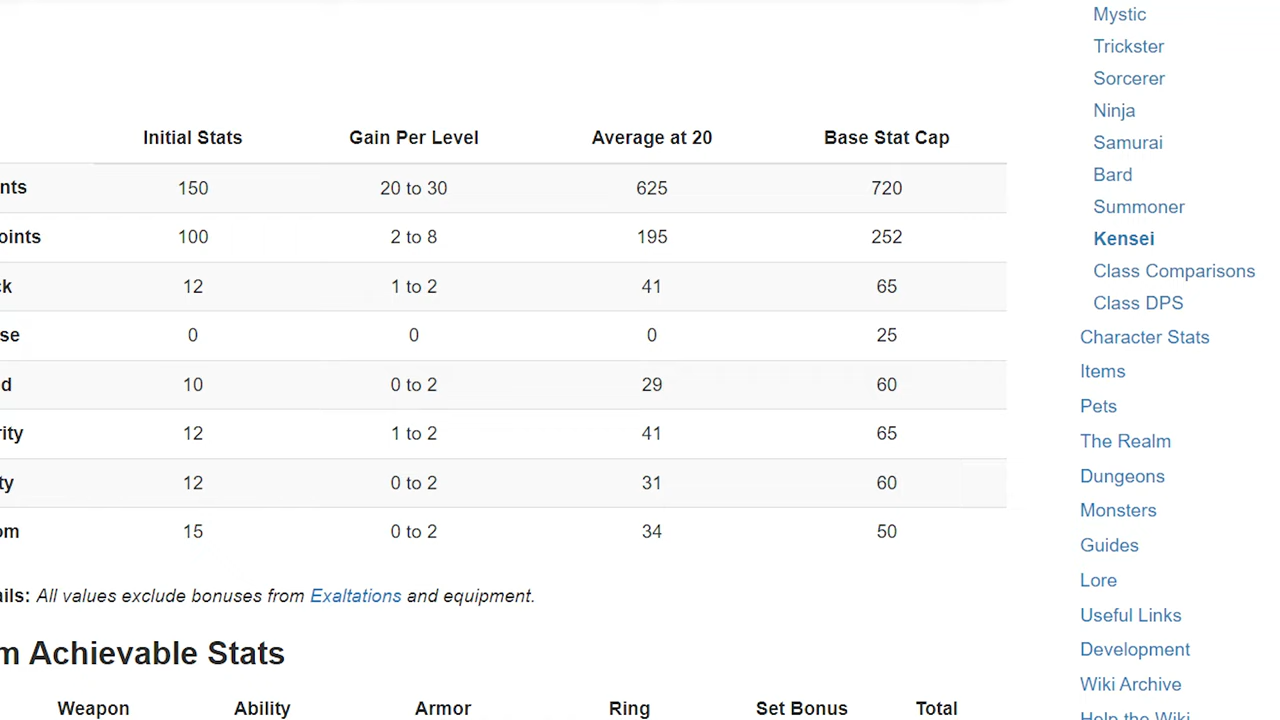 Initial Stats Gain Per Level Average at 20 Base Stat Cap
nts 150 20 to 30 625 720
oints 100 2 to 8 195 252
ck 12 1 to 2 41 65
se 0 0 0 25
d 10 0 to 2 29 60
rity 12 1 to 2 41 65
ty 12 0 to 2 31 60
om 15 0 to 2 34 50
ails: All values exclude bonuses from Exaltations and equipment.
m Achievable Stats
Weapon Ability Armor Ring Set Bonus Total
Mystic
Trickster
Sorcerer
Ninja
Samurai
Bard
Summoner
Kensei
Class Comparisons
Class DPS
Character Stats
Items
Pets
The Realm
Dungeons
Monsters
Guides
Lore
Useful Links
Development
Wiki Archive
Help the Wiki